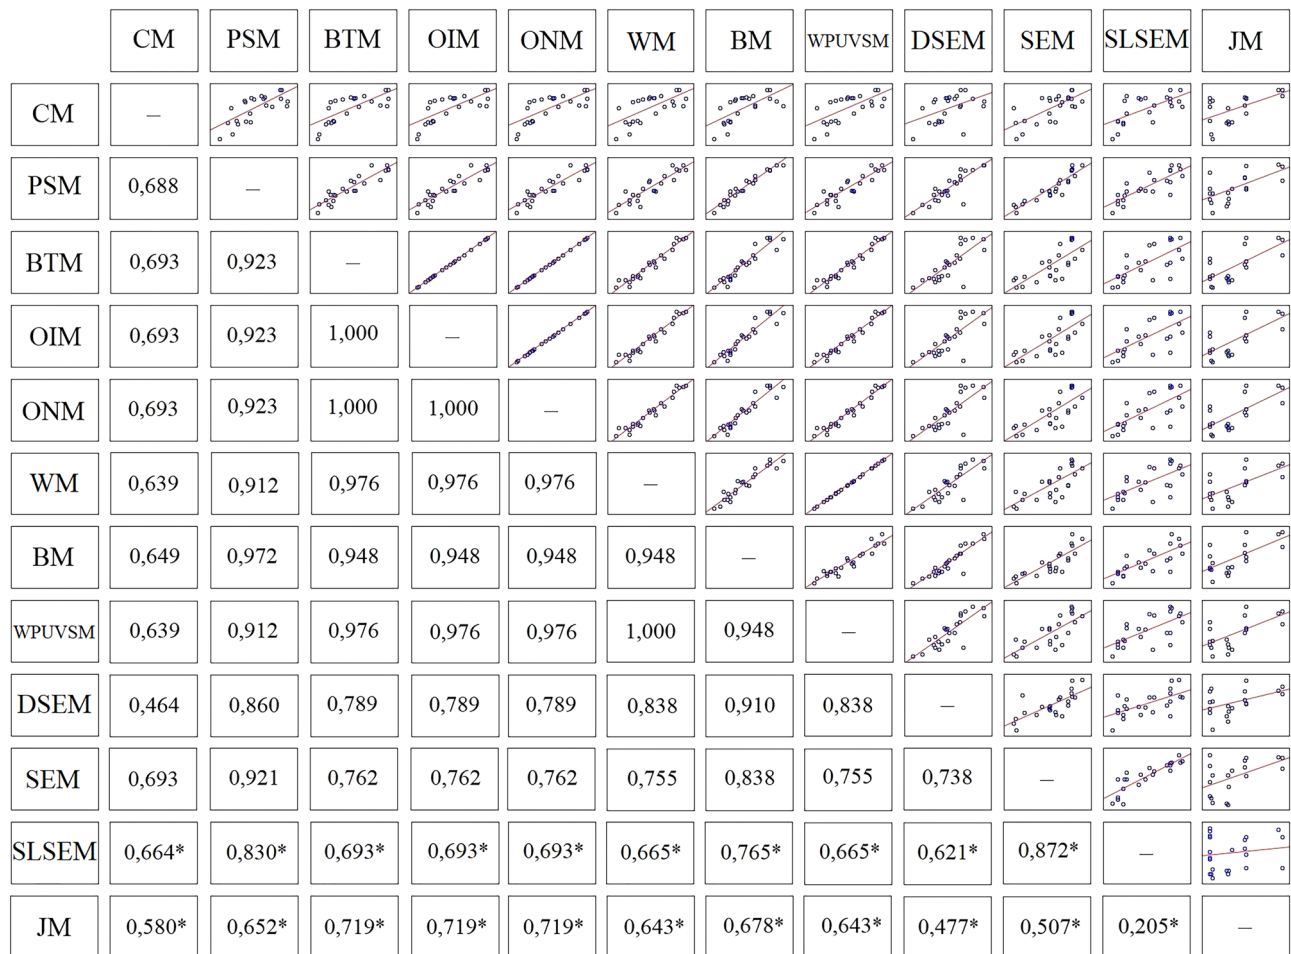 CM PSM BTM OIM ONM WM BM WPUVSM DSEM SEM SLSEM JM
CM —
PSM 0,688 —
BTM 0,693 0,923 —
OIM 0,693 0,923 1,000 —
ONM 0,693 0,923 1,000 1,000 —
WM 0,639 0,912 0,976 0,976 0,976 —
BM 0,649 0,972 0,948 0,948 0,948 0,948 —
WPUVSM 0,639 0,912 0,976 0,976 0,976 1,000 0,948 —
DSEM 0,464 0,860 0,789 0,789 0,789 0,838 0,910 0,838 —
SEM 0,693 0,921 0,762 0,762 0,762 0,755 0,838 0,755 0,738 —
SLSEM 0,664* 0,830* 0,693* 0,693* 0,693* 0,665* 0,765* 0,665* 0,621* 0,872* —
JM 0,580* 0,652* 0,719* 0,719* 0,719* 0,643* 0,678* 0,643* 0,477* 0,507* 0,205* —